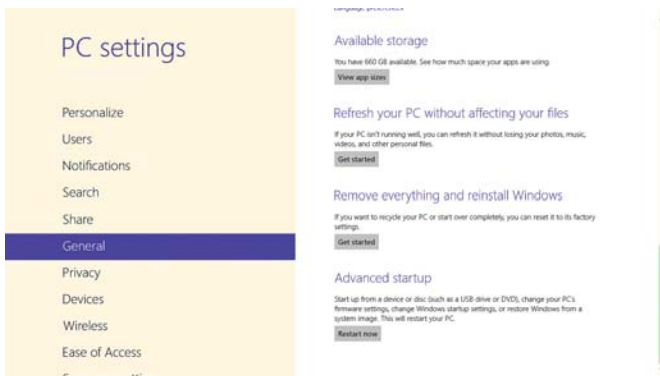 PC settings
Personalize
Users
Notifications
Search
Share
General
Privacy
Devices
Wireless
Ease of Access
Available storage
You have 660 GB available. See how much space your apps are using.
View app sizes
Refresh your PC without affecting your files
If your PC isn't running well, you can refresh it without losing your photos, music,
videos, and other personal files.
Get started
Remove everything and reinstall Windows
If you want to recycle your PC or start over completely, you can reset it to its factory
settings.
Get started
Advanced startup
Start up from a device or disc (such as a USB drive or DVD), change your PC's
firmware settings, change Windows startup settings, or restore Windows from a
system image. This will restart your PC.
Restart now